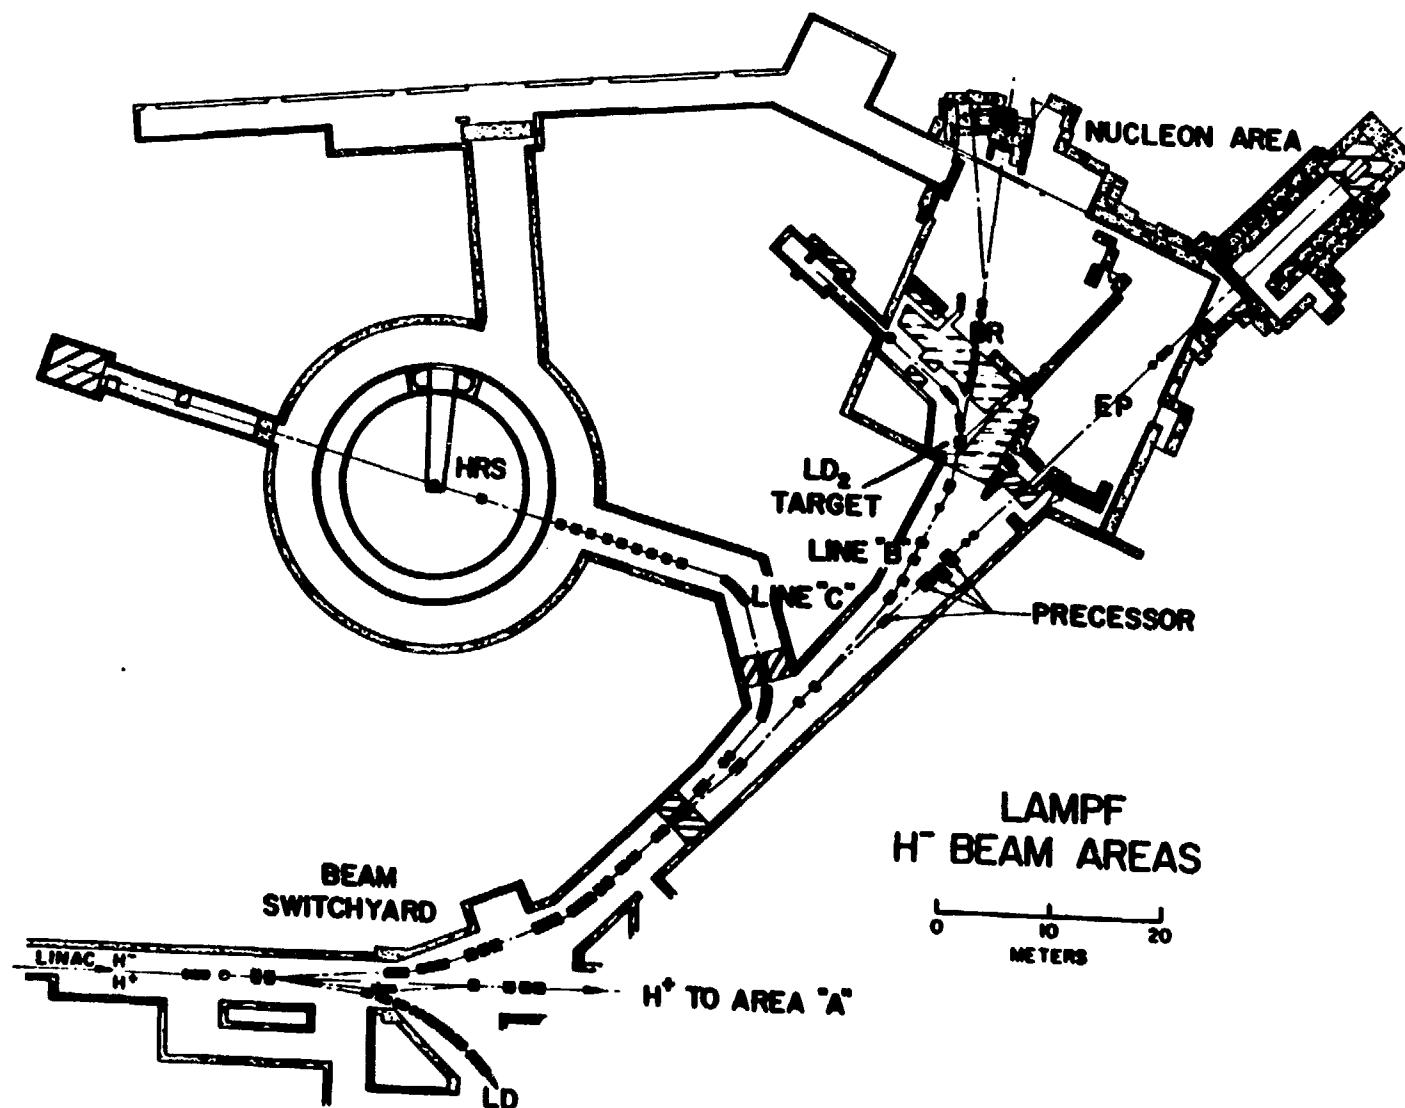 NUCLEON AREA
BR
EP
HRS
LD₂
TARGET
LINE "B"
LINE "C"
PRECESSOR
LAMPF
H⁻ BEAM AREAS
0 10 20
METERS
BEAM
SWITCHYARD
LINAC H⁻
H⁺
H⁺ TO AREA "A"
LD